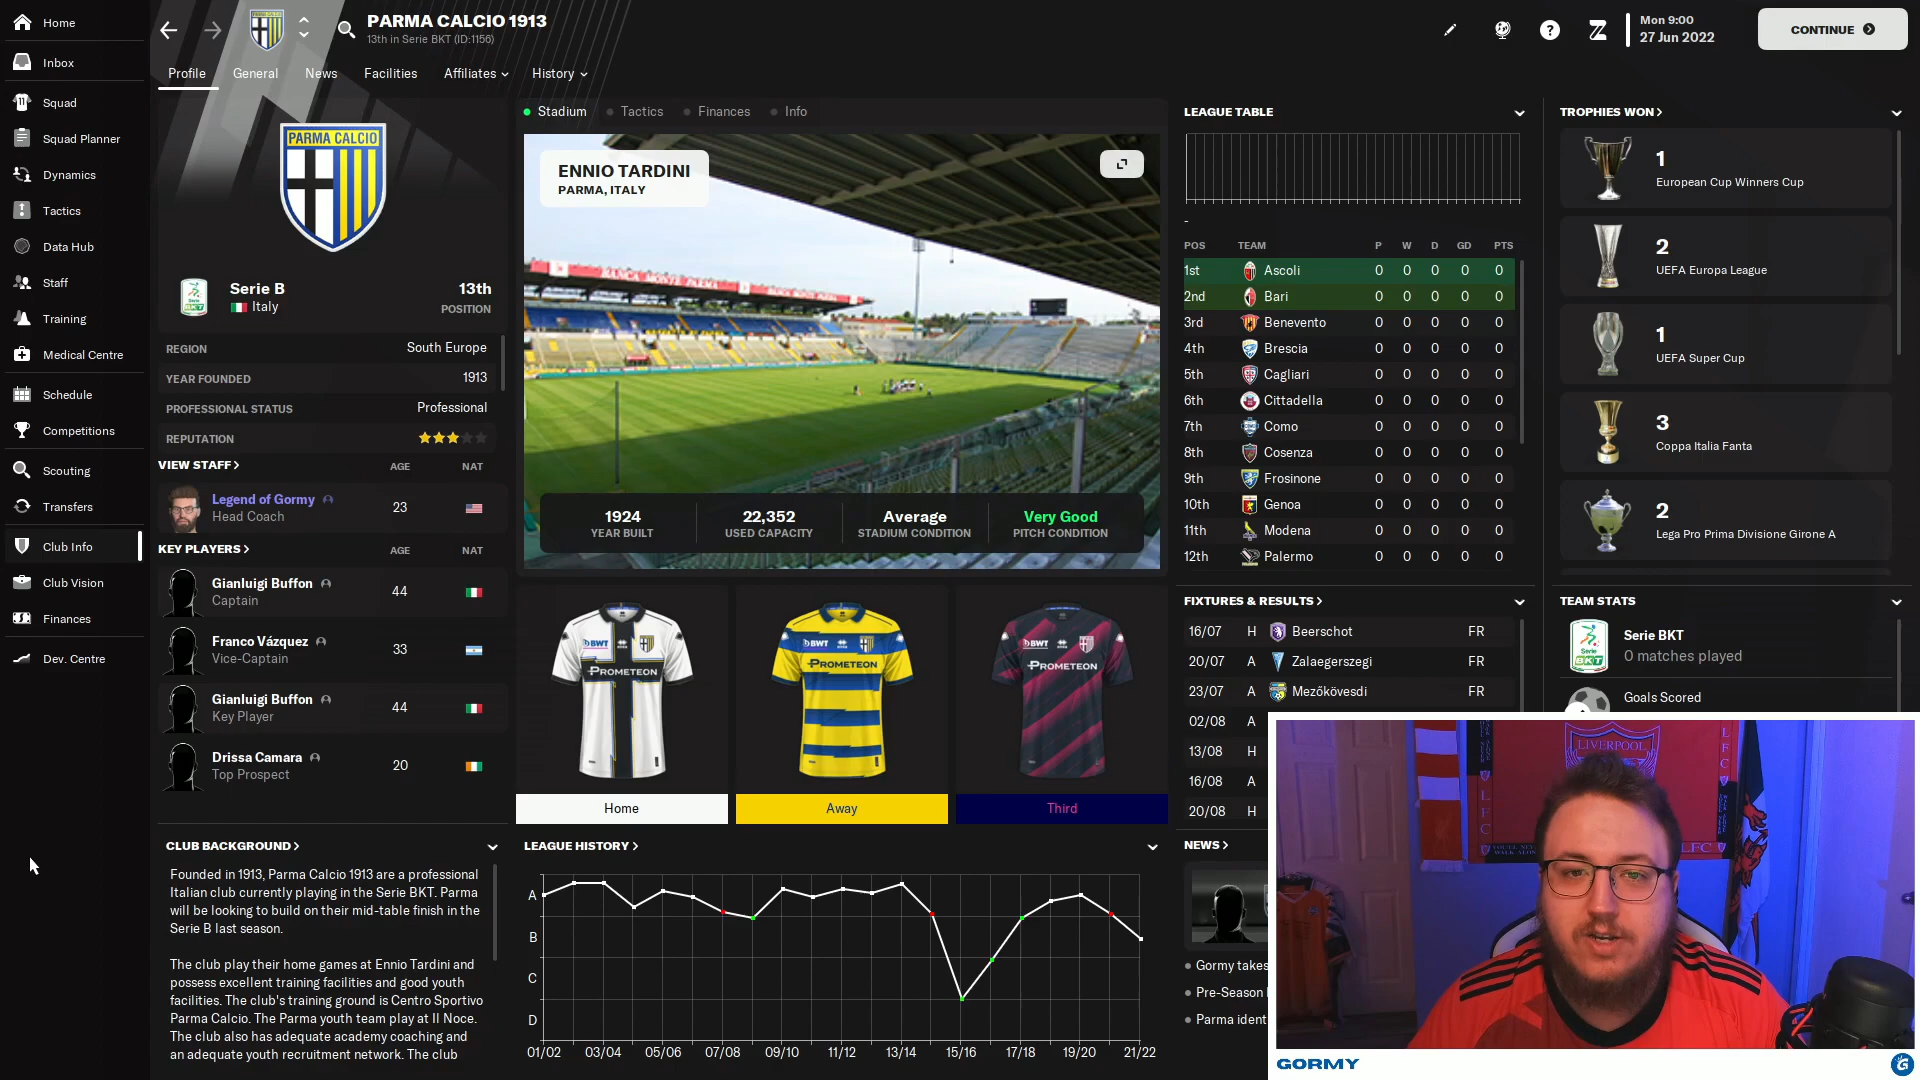 Home
Inbox
Squad
Squad Planner
Dynamics
Tactics
Data Hub
Staff
Training
Medical Centre
Schedule
Competitions
Scouting
Transfers
Club Info
Club Vision
Finances
Dev. Centre
PARMA CALCIO 1913
13th in Serie BKT (ID:1156)
Mon 9:00
27 Jun 2022
CONTINUE
Profile General News Facilities Affiliates History
PARMA CALCIO
Serie B 13th
Italy POSITION
REGION South Europe
YEAR FOUNDED 1913
PROFESSIONAL STATUS Professional
REPUTATION
VIEW STAFF AGE NAT
Legend of Gormy 23
Head Coach
KEY PLAYERS AGE NAT
Gianluigi Buffon 44
Captain
Franco Vázquez 33
Vice-Captain
Gianluigi Buffon 44
Key Player
Drissa Camara 20
Top Prospect
CLUB BACKGROUND
Founded in 1913, Parma Calcio 1913 are a professional
Italian club currently playing in the Serie BKT. Parma
will be looking to build on their mid-table finish in the
Serie B last season.
The club play their home games at Ennio Tardini and
possess excellent training facilities and good youth
facilities. The club's training ground is Centro Sportivo
Parma Calcio. The Parma youth team play at Il Noce.
The club also has adequate academy coaching and
an adequate youth recruitment network. The club
Stadium Tactics Finances Info
ENNIO TARDINI
PARMA, ITALY
1924 22,352 Average Very Good
YEAR BUILT USED CAPACITY STADIUM CONDITION PITCH CONDITION
BWT BWT BWT
PROMETEON PROMETEON PROMETEON
Home Away Third
LEAGUE HISTORY
A
B
C
D
01/02 03/04 05/06 07/08 09/10 11/12 13/14 15/16 17/18 19/20 21/22
LEAGUE TABLE
-
POS TEAM P W D GD PTS
1st Ascoli 0 0 0 0 0
2nd Bari 0 0 0 0 0
3rd Benevento 0 0 0 0 0
4th Brescia 0 0 0 0 0
5th Cagliari 0 0 0 0 0
6th Cittadella 0 0 0 0 0
7th Como 0 0 0 0 0
8th Cosenza 0 0 0 0 0
9th Frosinone 0 0 0 0 0
10th Genoa 0 0 0 0 0
11th Modena 0 0 0 0 0
12th Palermo 0 0 0 0 0
FIXTURES & RESULTS
16/07 H Beerschot FR
20/07 A Zalaegerszegi FR
23/07 A Mezőkövesdi FR
02/08 A
13/08 H
16/08 A
20/08 H
NEWS
Gormy takes
Pre-Season
Parma ident
TROPHIES WON
1
European Cup Winners Cup
2
UEFA Europa League
1
UEFA Super Cup
3
Coppa Italia Fanta
2
Lega Pro Prima Divisione Girone A
TEAM STATS
Serie BKT
0 matches played
Goals Scored
LIVERPOOL
LFC
GORMY